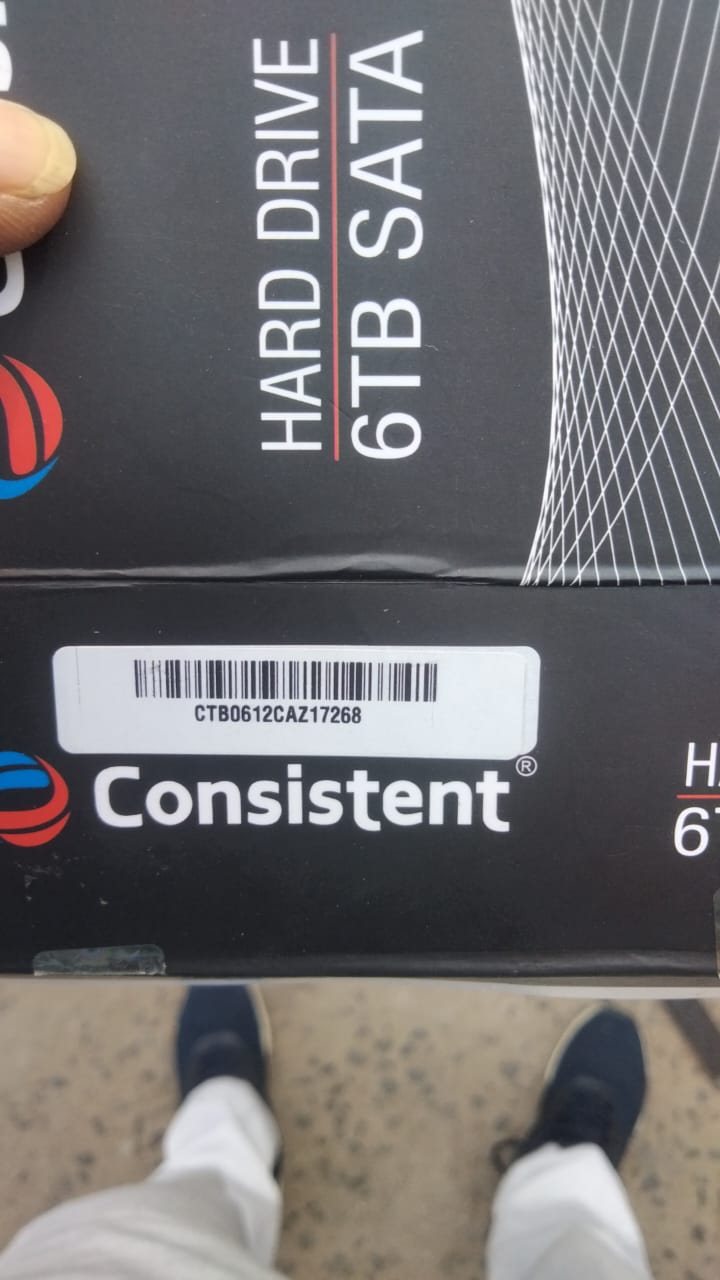 HARD DRIVE
6TB SATA
CTB0612CAZ17268
Consistent®